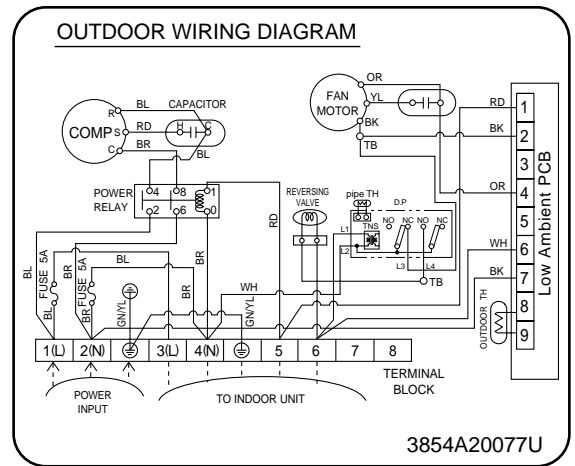 OUTDOOR WIRING DIAGRAM
COMP
R
S
C
BL
RD
BR
CAPACITOR
H
C
BL
POWER
RELAY
4
8
1
2
6
0
FAN
MOTOR
OR
YL
BK
TB
RD
BK
OR
WH
BK
1
2
3
4
5
6
7
8
9
Low Ambient PCB
OUTDOOR TH
REVERSING
VALVE
pipe TH
D.P
TNS
NO
NC
NO
NC
L1
L2
L3
L4
TB
RD
BL
FUSE 5A
BL
BR
FUSE 5A
BR
BL
GN/YL
BR
BR
WH
GN/YL
1(L)
2(N)
3(L)
4(N)
5
6
7
8
TERMINAL
BLOCK
POWER
INPUT
TO INDOOR UNIT
3854A20077U